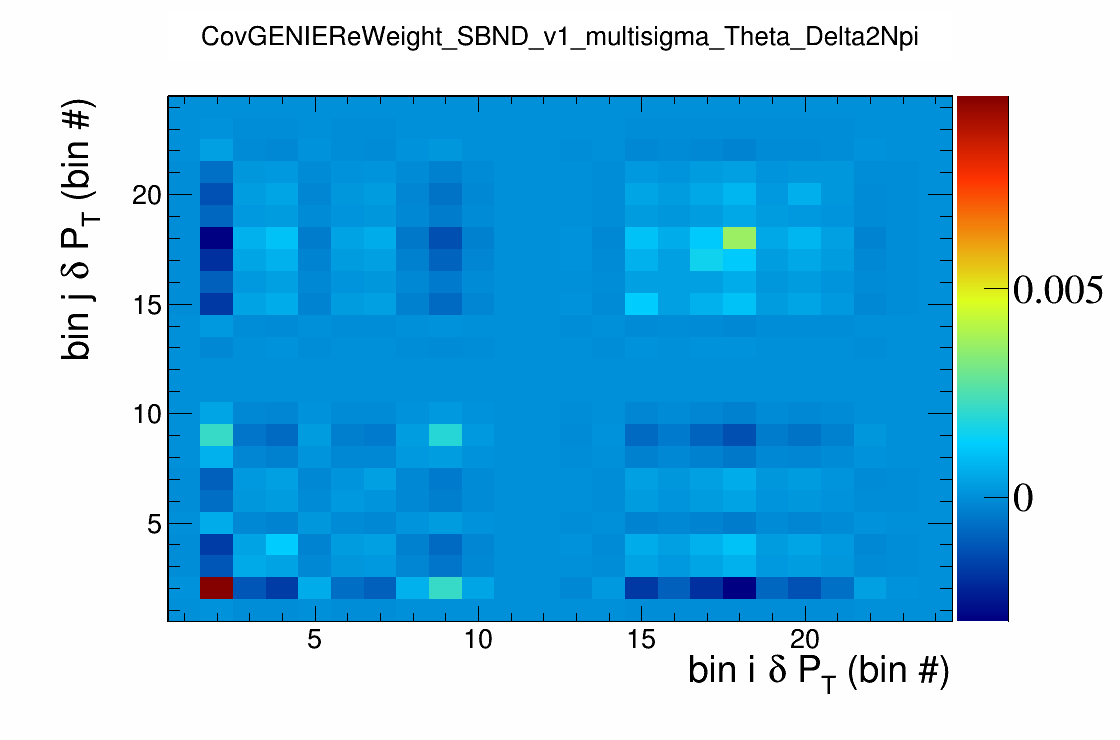 CovGENIEReWeight_SBND_v1_multisigma_Theta_Delta2Npi
bin j δ P_T (bin #)
20
15
10
5
5 10 15 20
bin i δ P_T (bin #)
0.005
0